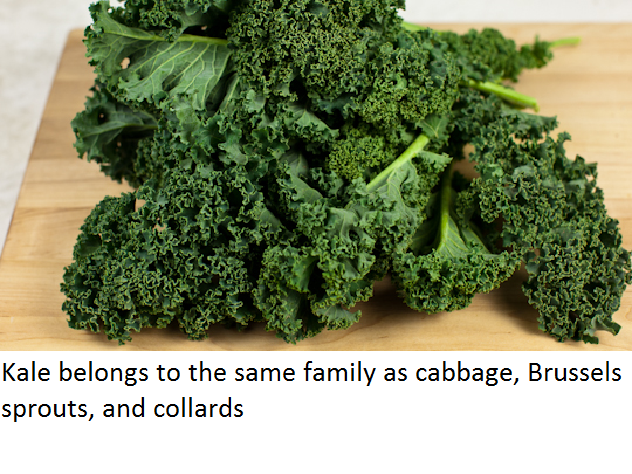 Kale belongs to the same family as cabbage, Brussels
sprouts, and collards